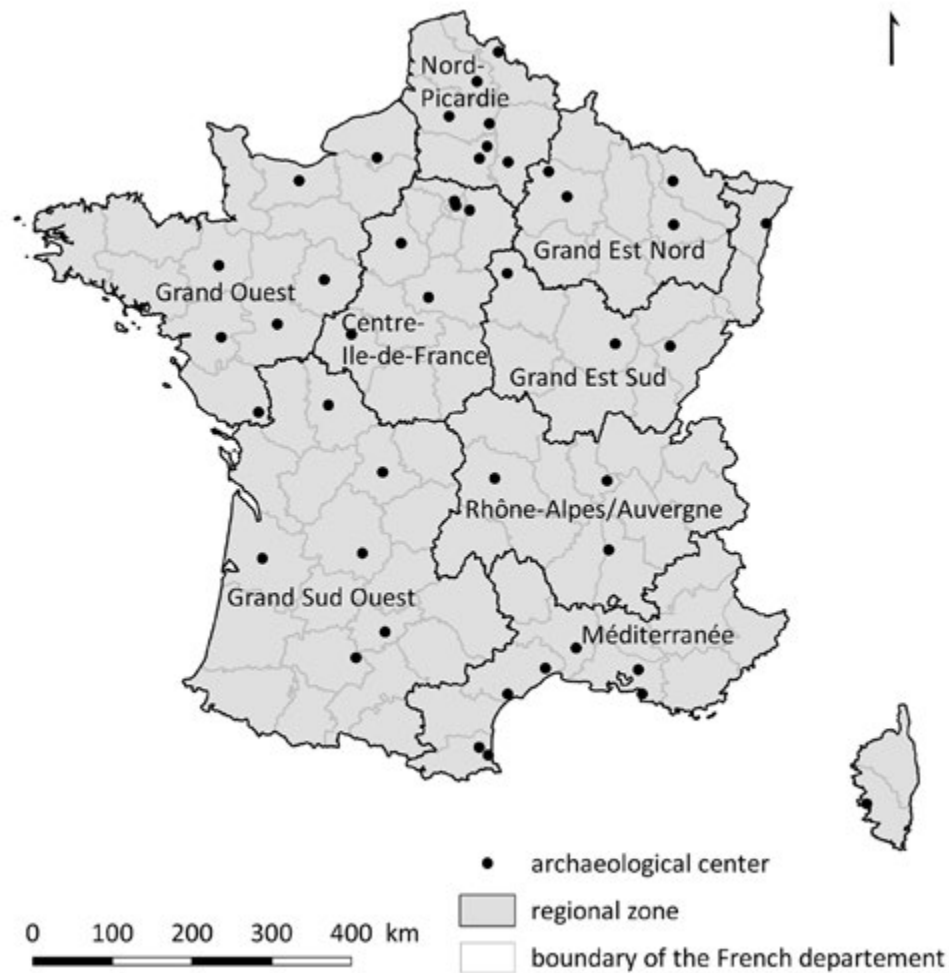 Nord-
Picardie
Grand Est Nord
Grand Ouest
Centre-
Ile-de-France
Grand Est Sud
Rhône-Alpes/Auvergne
Grand Sud Ouest
Méditerranée
archaeological center
regional zone
boundary of the French departement
0 100 200 300 400 km